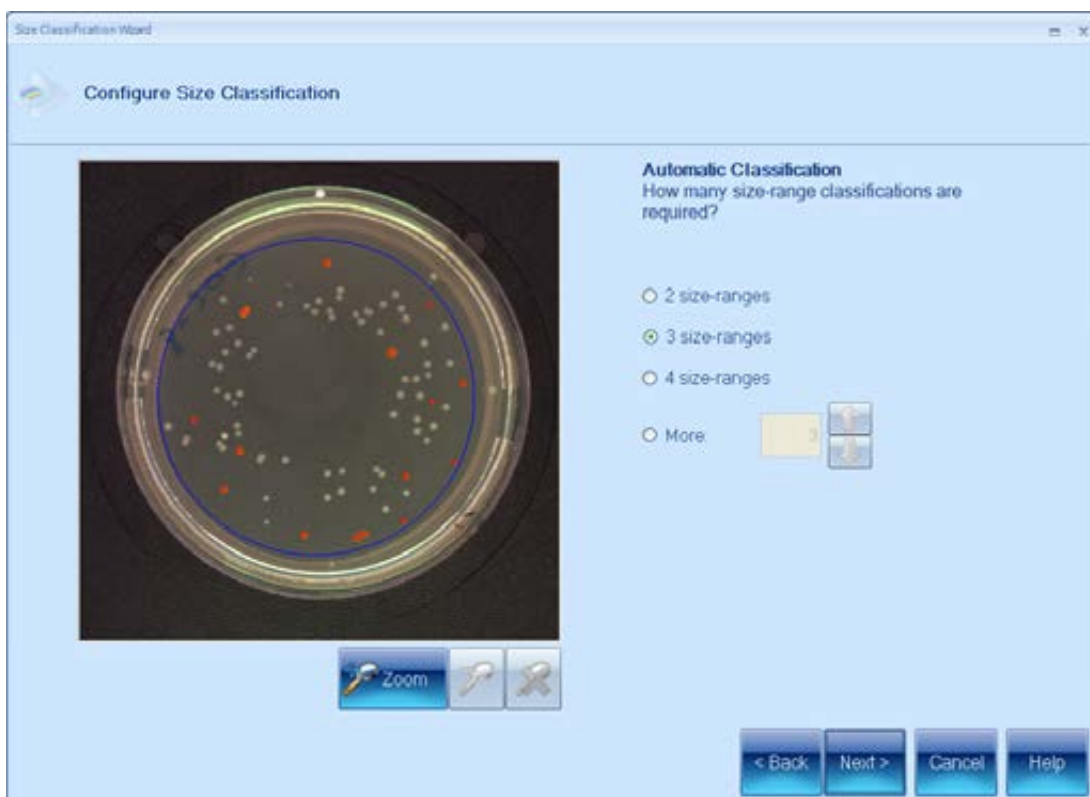 Size Classification Wizard
Configure Size Classification
Automatic Classification
How many size-range classifications are
required?
2 size-ranges
3 size-ranges
4 size-ranges
More
3
Zoom
< Back
Next >
Cancel
Help